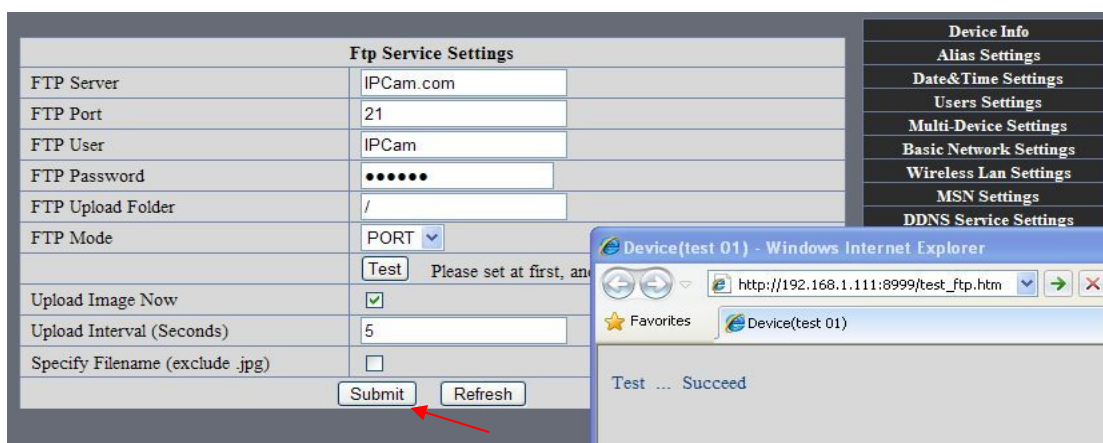 Ftp Service Settings
FTP Server IPCam.com
FTP Port 21
FTP User IPCam
FTP Password ●●●●●●
FTP Upload Folder /
FTP Mode PORT
Test Please set at first, an
Upload Image Now
Upload Interval (Seconds) 5
Specify Filename (exclude .jpg)
Submit Refresh
Device Info
Alias Settings
Date&Time Settings
Users Settings
Multi-Device Settings
Basic Network Settings
Wireless Lan Settings
MSN Settings
DDNS Service Settings
Device(test 01) - Windows Internet Explorer
http://192.168.1.111:8999/test_ftp.htm
Favorites Device(test 01)
Test ... Succeed